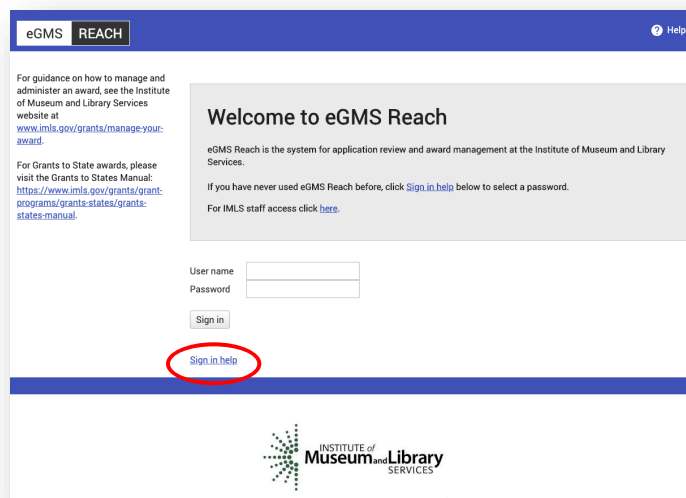 eGMS REACH
? Help
For guidance on how to manage and
administer an award, see the Institute
of Museum and Library Services
website at
www.imls.gov/grants/manage-your-
award.
For Grants to State awards, please
visit the Grants to States Manual:
https://www.imls.gov/grants/grant-
programs/grants-states/grants-
states-manual.
Welcome to eGMS Reach
eGMS Reach is the system for application review and award management at the Institute of Museum and Library
Services.
If you have never used eGMS Reach before, click Sign in help below to select a password.
For IMLS staff access click here.
User name
Password
Sign in
Sign in help
INSTITUTE of
Museum and Library
SERVICES